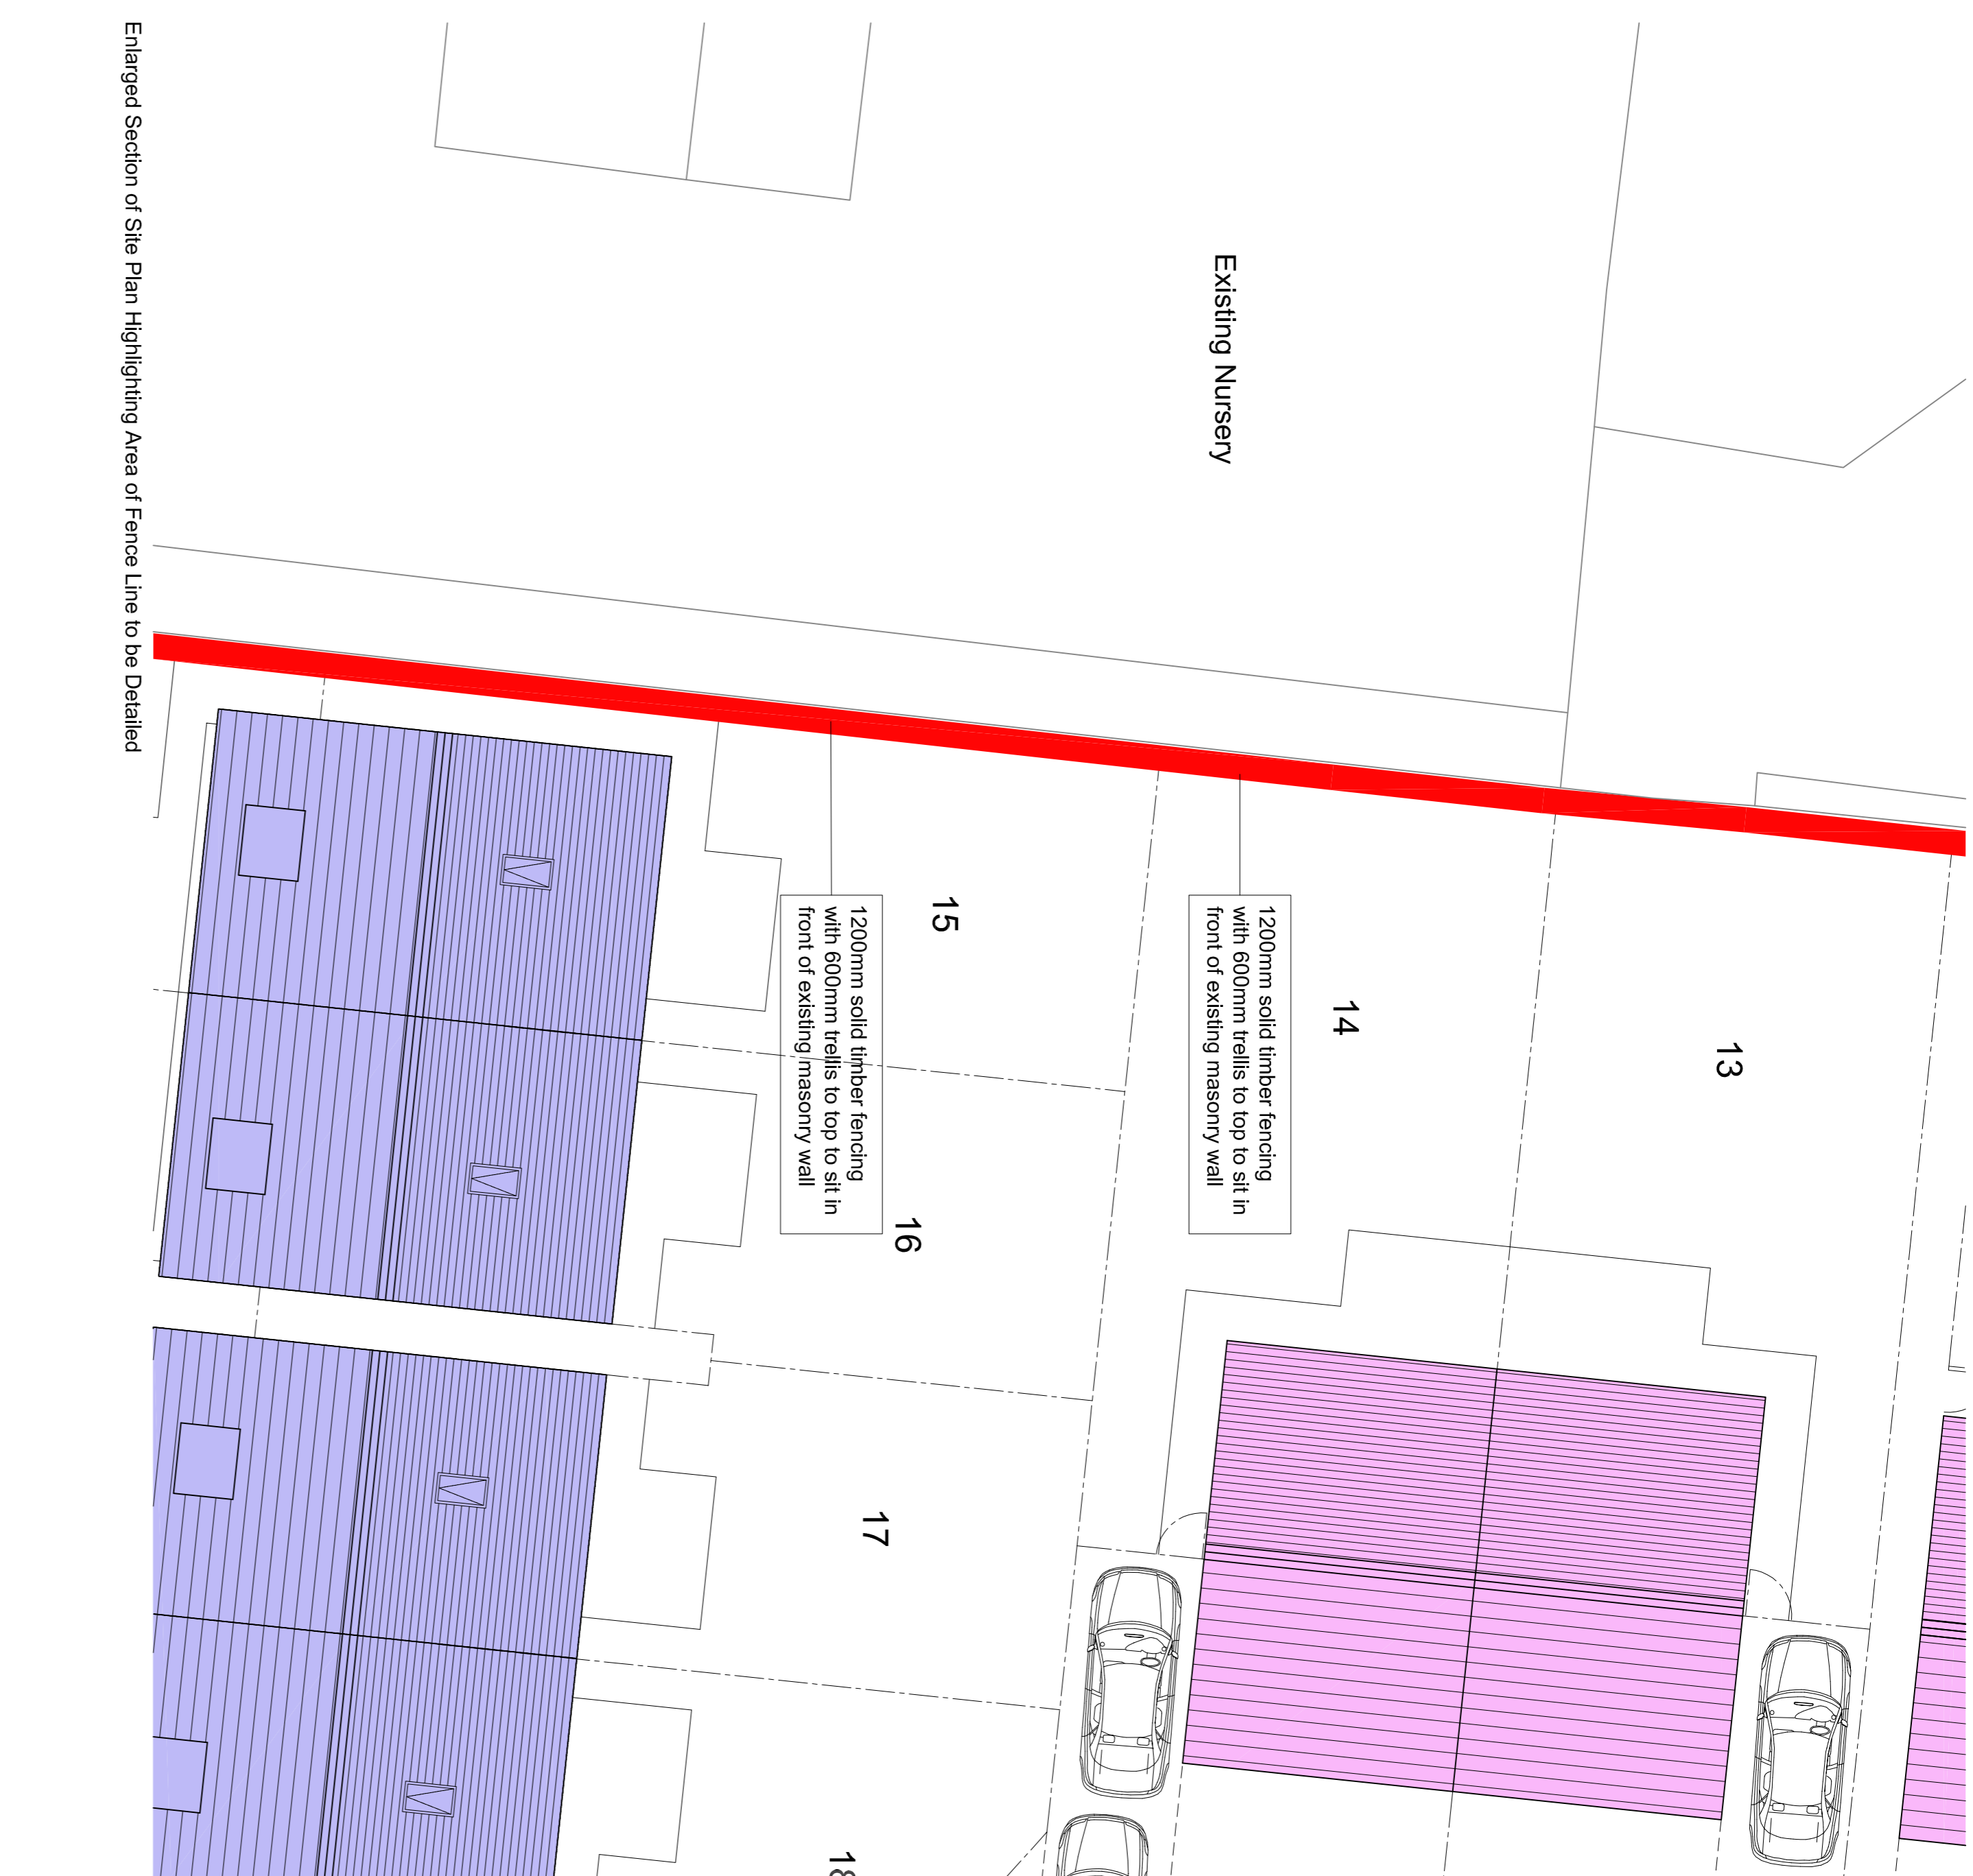 Enlarged Section of Site Plan Highlighting Area of Fence Line to be Detailed
Existing Nursery
13
14
1200mm solid timber fencing
with 600mm trellis to top to sit in
front of existing masonry wall
15
1200mm solid timber fencing
with 600mm trellis to top to sit in
front of existing masonry wall
16
17
18